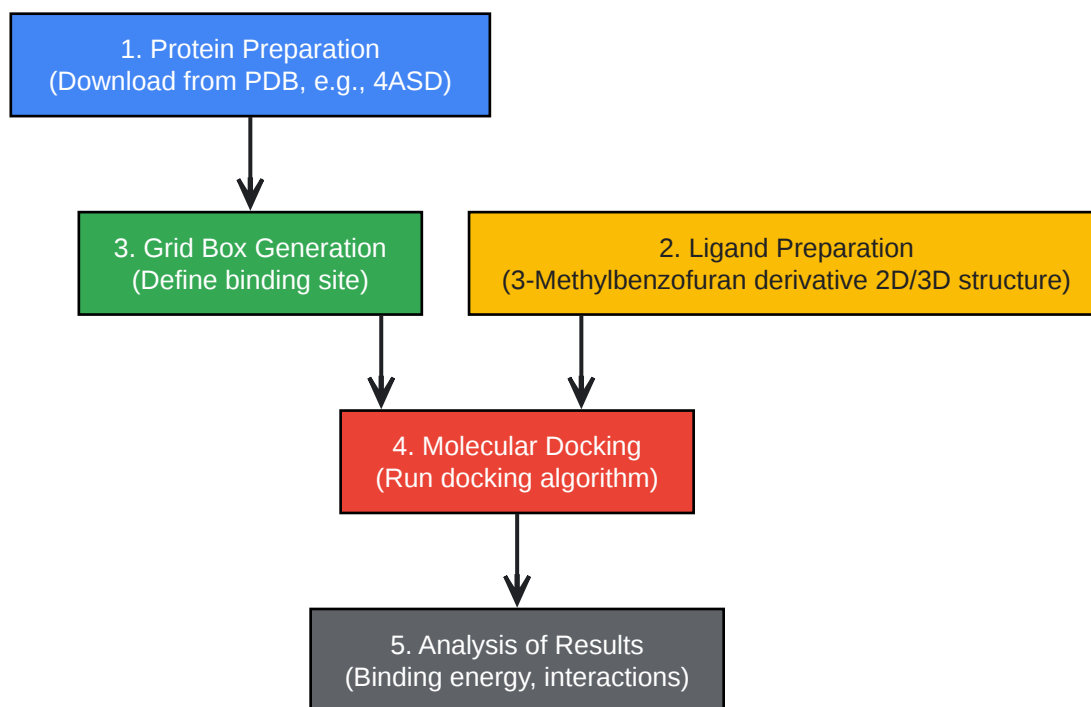 1. Protein Preparation
(Download from PDB, e.g., 4ASD)
3. Grid Box Generation
(Define binding site)
2. Ligand Preparation
(3-Methylbenzofuran derivative 2D/3D structure)
4. Molecular Docking
(Run docking algorithm)
5. Analysis of Results
(Binding energy, interactions)